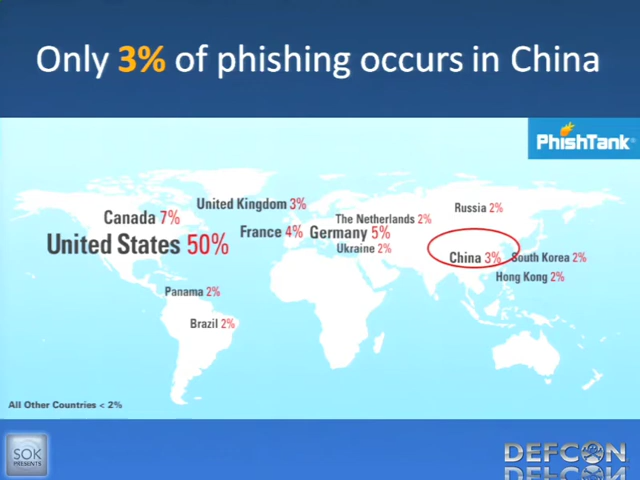 Only 3% of phishing occurs in China
PhishTank®
United Kingdom 3%
Russia 2%
Canada 7%
The Netherlands 2%
United States 50%
France 4%
Germany 5%
Ukraine 2%
China 3%
South Korea 2%
Hong Kong 2%
Panama 2%
Brazil 2%
All Other Countries < 2%
SOK
PRESENTS
DEFCON